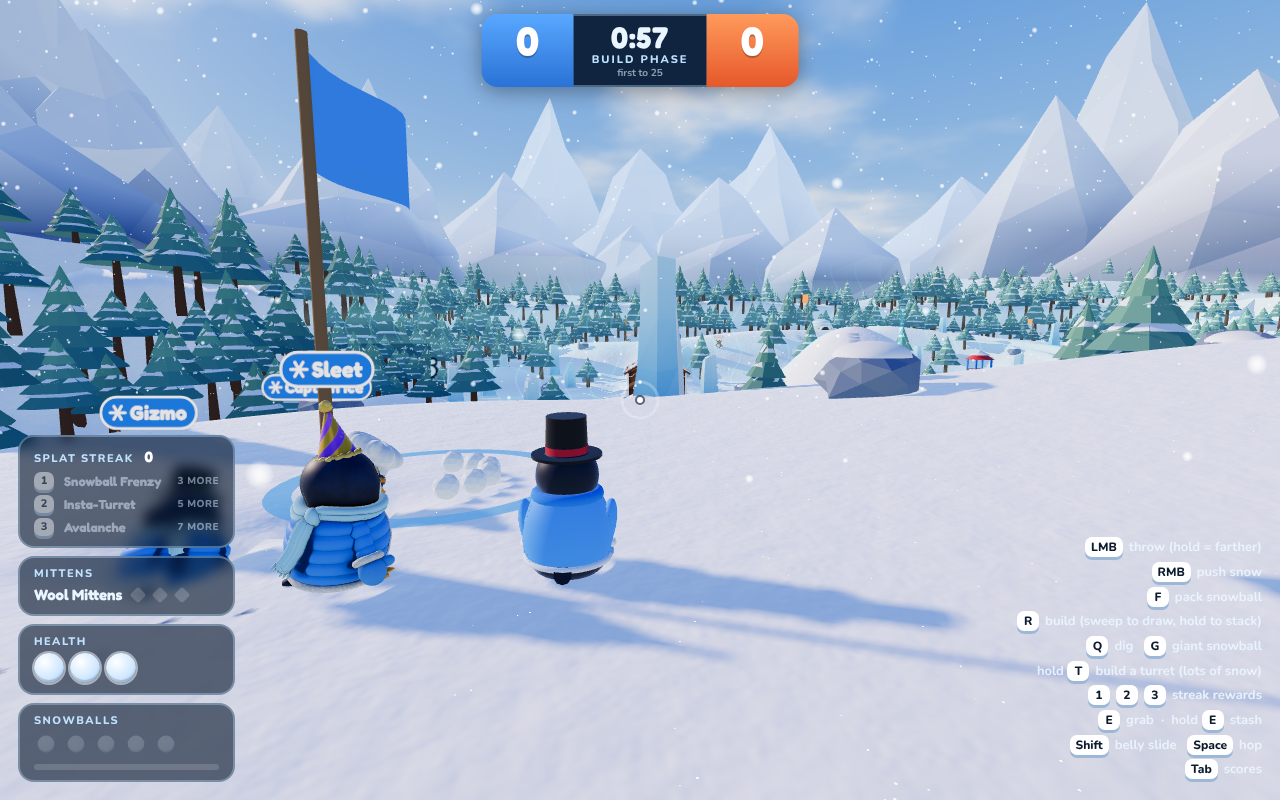 0
0:57
BUILD PHASE
first to 25
0
Sleet
Gizmo
SPLAT STREAK 0
1 Snowball Frenzy 3 MORE
2 Insta-Turret 5 MORE
3 Avalanche 7 MORE
MITTENS
Wool Mittens
HEALTH
SNOWBALLS
LMB throw (hold = farther)
RMB push snow
F pack snowball
R build (sweep to draw, hold to stack)
Q dig G giant snowball
hold T build a turret (lots of snow)
1 2 3 streak rewards
E grab · hold E stash
Shift belly slide Space hop
Tab scores